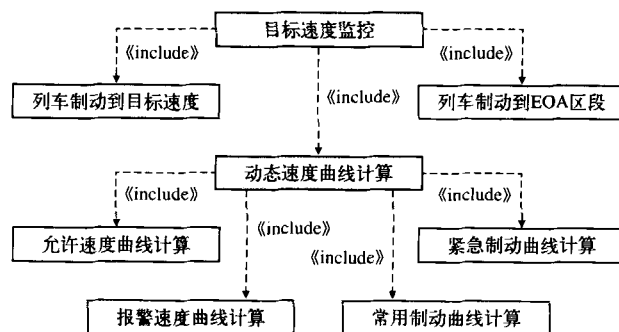 目标速度监控
《include》
《include》
《include》
列车制动到目标速度
列车制动到EOA区段
动态速度曲线计算
《include》
《include》
《include》
《include》
允许速度曲线计算
紧急制动曲线计算
报警速度曲线计算
常用制动曲线计算